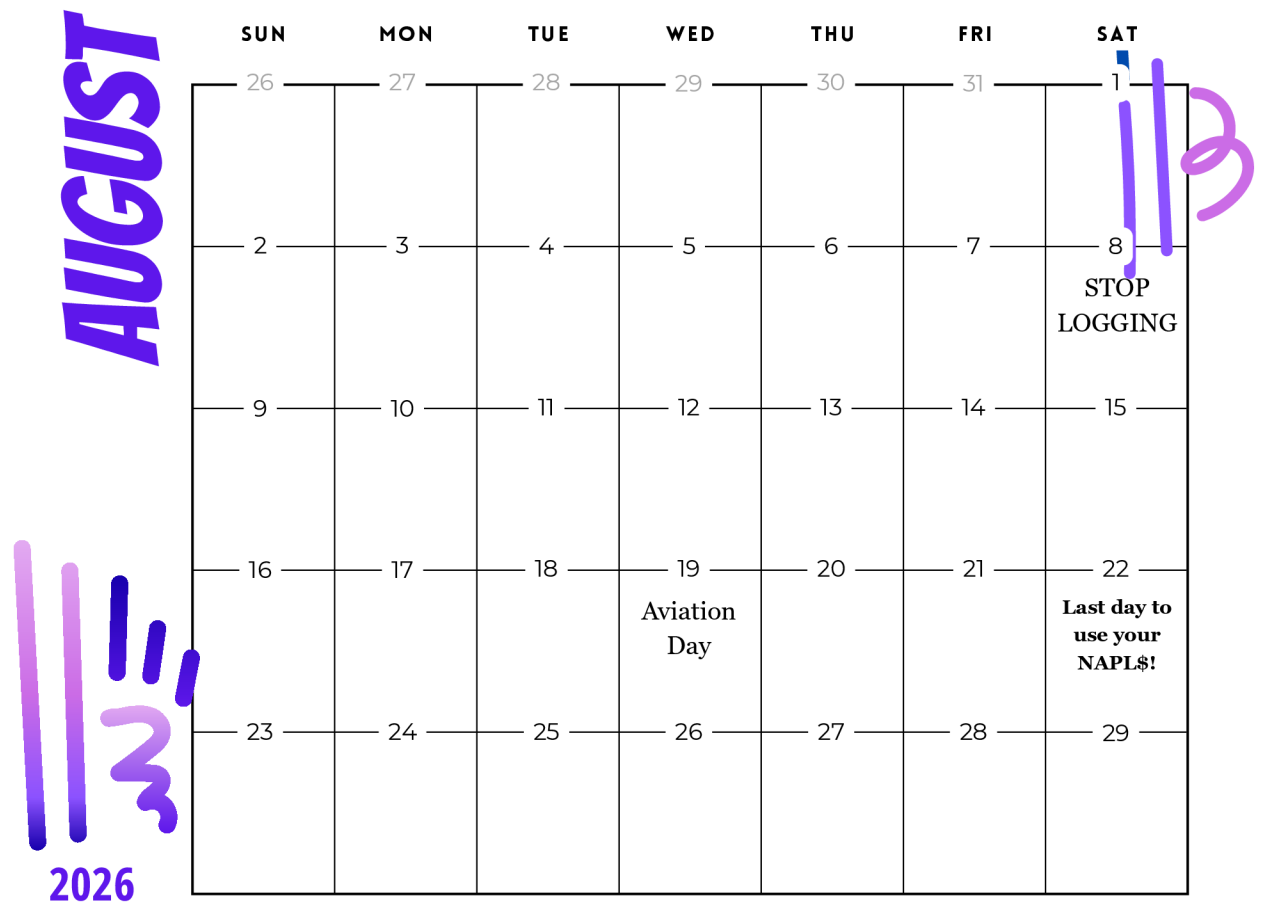 AUGUST
SUN MON TUE WED THU FRI SAT
26 27 28 29 30 31 1
2 3 4 5 6 7 8
STOP
LOGGING
9 10 11 12 13 14 15
16 17 18 19 20 21 22
Aviation
Day
Last day to
use your
NAPL$!
23 24 25 26 27 28 29
2026